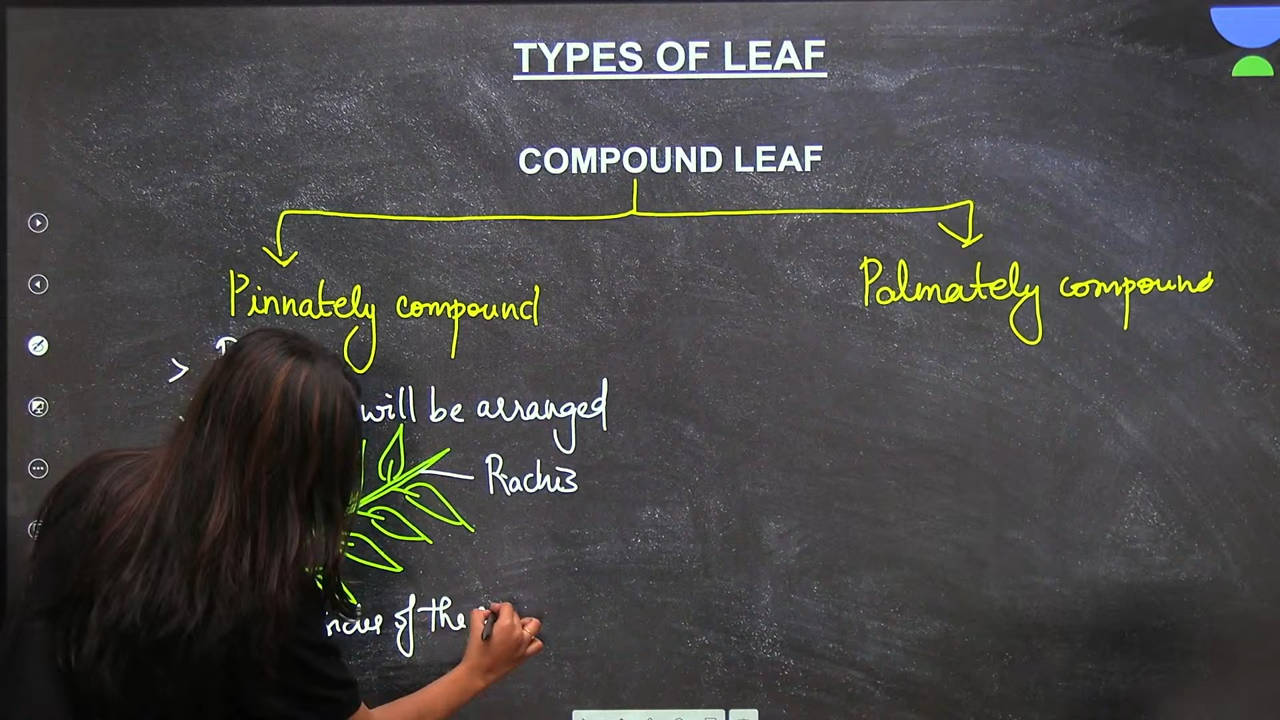 TYPES OF LEAF
COMPOUND LEAF
Pinnately compound
Palmately compound
will be arranged
Rachis
of the